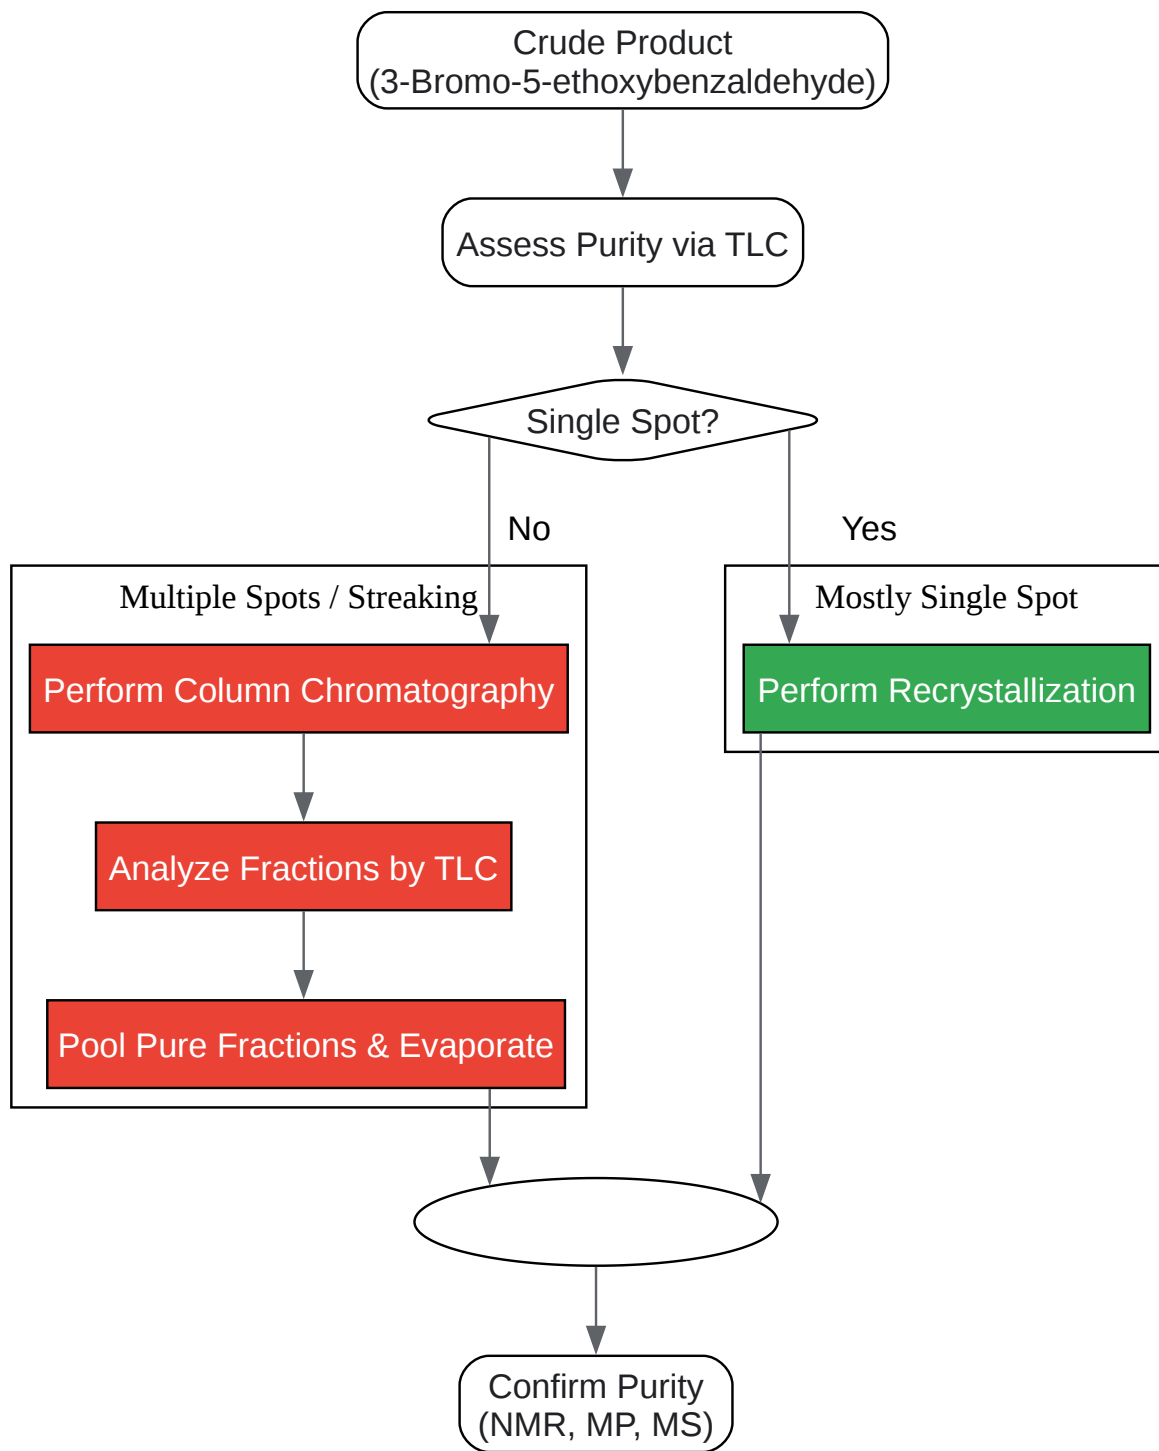 Crude Product
(3-Bromo-5-ethoxybenzaldehyde)
Assess Purity via TLC
Single Spot?
No
Yes
Multiple Spots / Streaking
Mostly Single Spot
Perform Column Chromatography
Perform Recrystallization
Analyze Fractions by TLC
Pool Pure Fractions & Evaporate
Confirm Purity
(NMR, MP, MS)